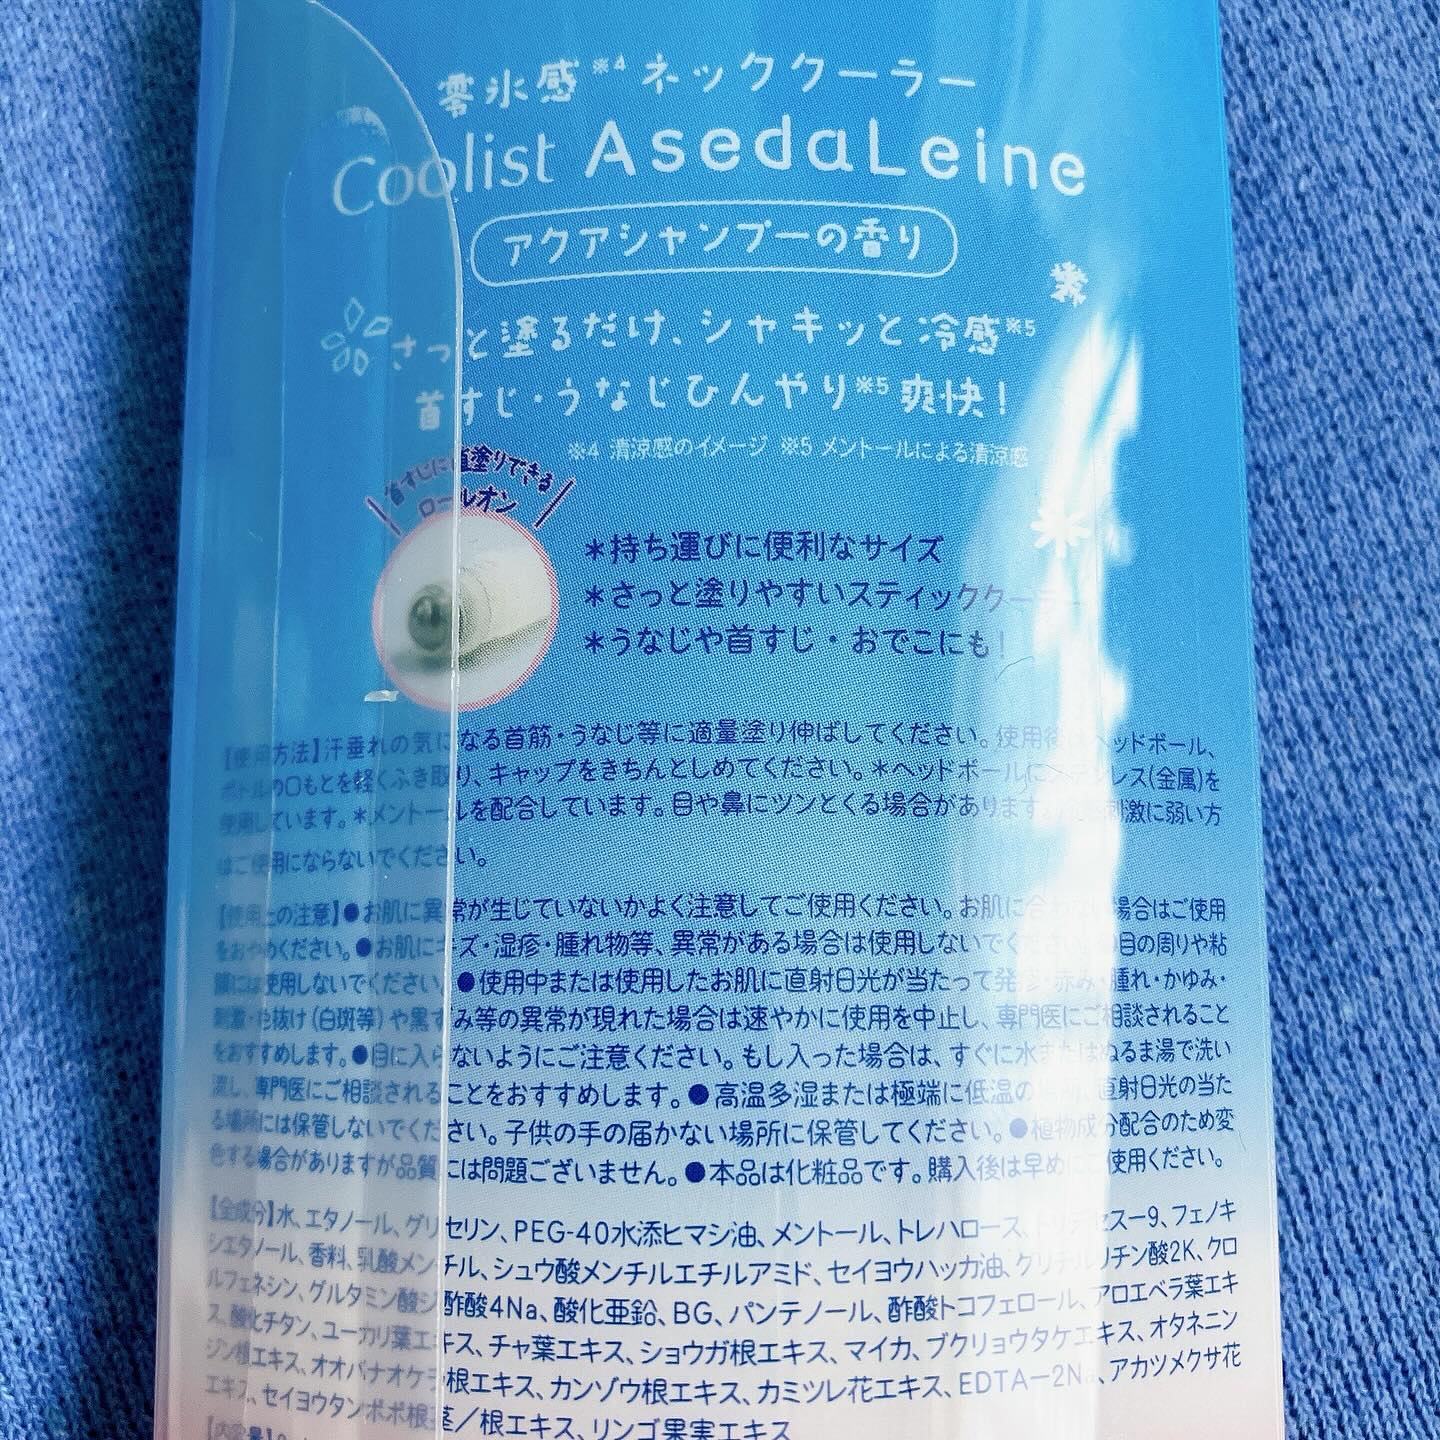 零氷感※4 ネッククーラー
Coolist AsedaLeine
アクアシャンプーの香り
さっと塗るだけ、シャキッと冷感※5
首すじ・うなじひんやり※5爽快!
※4 清涼感のイメージ ※5 メントールによる清涼感
首すじに直塗りできる
ロールオン
＊持ち運びに便利なサイズ
＊さっと塗りやすいスティッククーラー
＊うなじや首すじ・おでこにも!
【使用方法】汗垂れの気になる首筋・うなじ等に適量塗り伸ばしてください。使用後はヘッドボール、
ボトルの口もとを軽くふき取り、キャップをきちんとしめてください。＊ヘッドボールにステンレス(金属)を
使用しています。＊メントールを配合しています。目や鼻にツンとくる場合があります。刺激に弱い方
はご使用にならないでください。
【使用上の注意】●お肌に異常が生じていないかよく注意してご使用ください。お肌に合わない場合はご使用
をおやめください。●お肌にキズ・湿疹・腫れ物等、異常がある場合は使用しないでください。●目の周りや粘
膜には使用しないでください。●使用中または使用したお肌に直射日光が当たって発疹・赤み・腫れ・かゆみ・
刺激・色抜け(白斑等)や黒ずみ等の異常が現れた場合は速やかに使用を中止し、専門医にご相談されること
をおすすめします。●目に入らないようにご注意ください。もし入った場合は、すぐに水またはぬるま湯で洗い
流し、専門医にご相談されることをおすすめします。●高温多湿または極端に低温の場所、直射日光の当た
る場所には保管しないでください。子供の手の届かない場所に保管してください。●植物成分配合のため変
色する場合がありますが品質には問題ございません。●本品は化粧品です。購入後は早めにご使用ください。
【全成分】水、エタノール、グリセリン、PEG-40水添ヒマシ油、メントール、トレハロース、トリデセス-9、フェノキ
シエタノール、香料、乳酸メンチル、シュウ酸メンチルエチルアミド、セイヨウハッカ油、グリチルリチン酸2K、クロ
ルフェネシン、グルタミン酸ジ酢酸4Na、酸化亜鉛、BG、パンテノール、酢酸トコフェロール、アロエベラ葉エキ
ス、酸化チタン、ユーカリ葉エキス、チャ葉エキス、ショウガ根エキス、マイカ、ブクリョウタケエキス、オタネニン
ジン根エキス、オオバナオケラ根エキス、カンゾウ根エキス、カミツレ花エキス、EDTA-2Na、アカツメクサ花
エキス、セイヨウタンポポ根茎/根エキス、リンゴ果実エキス
【内容量】